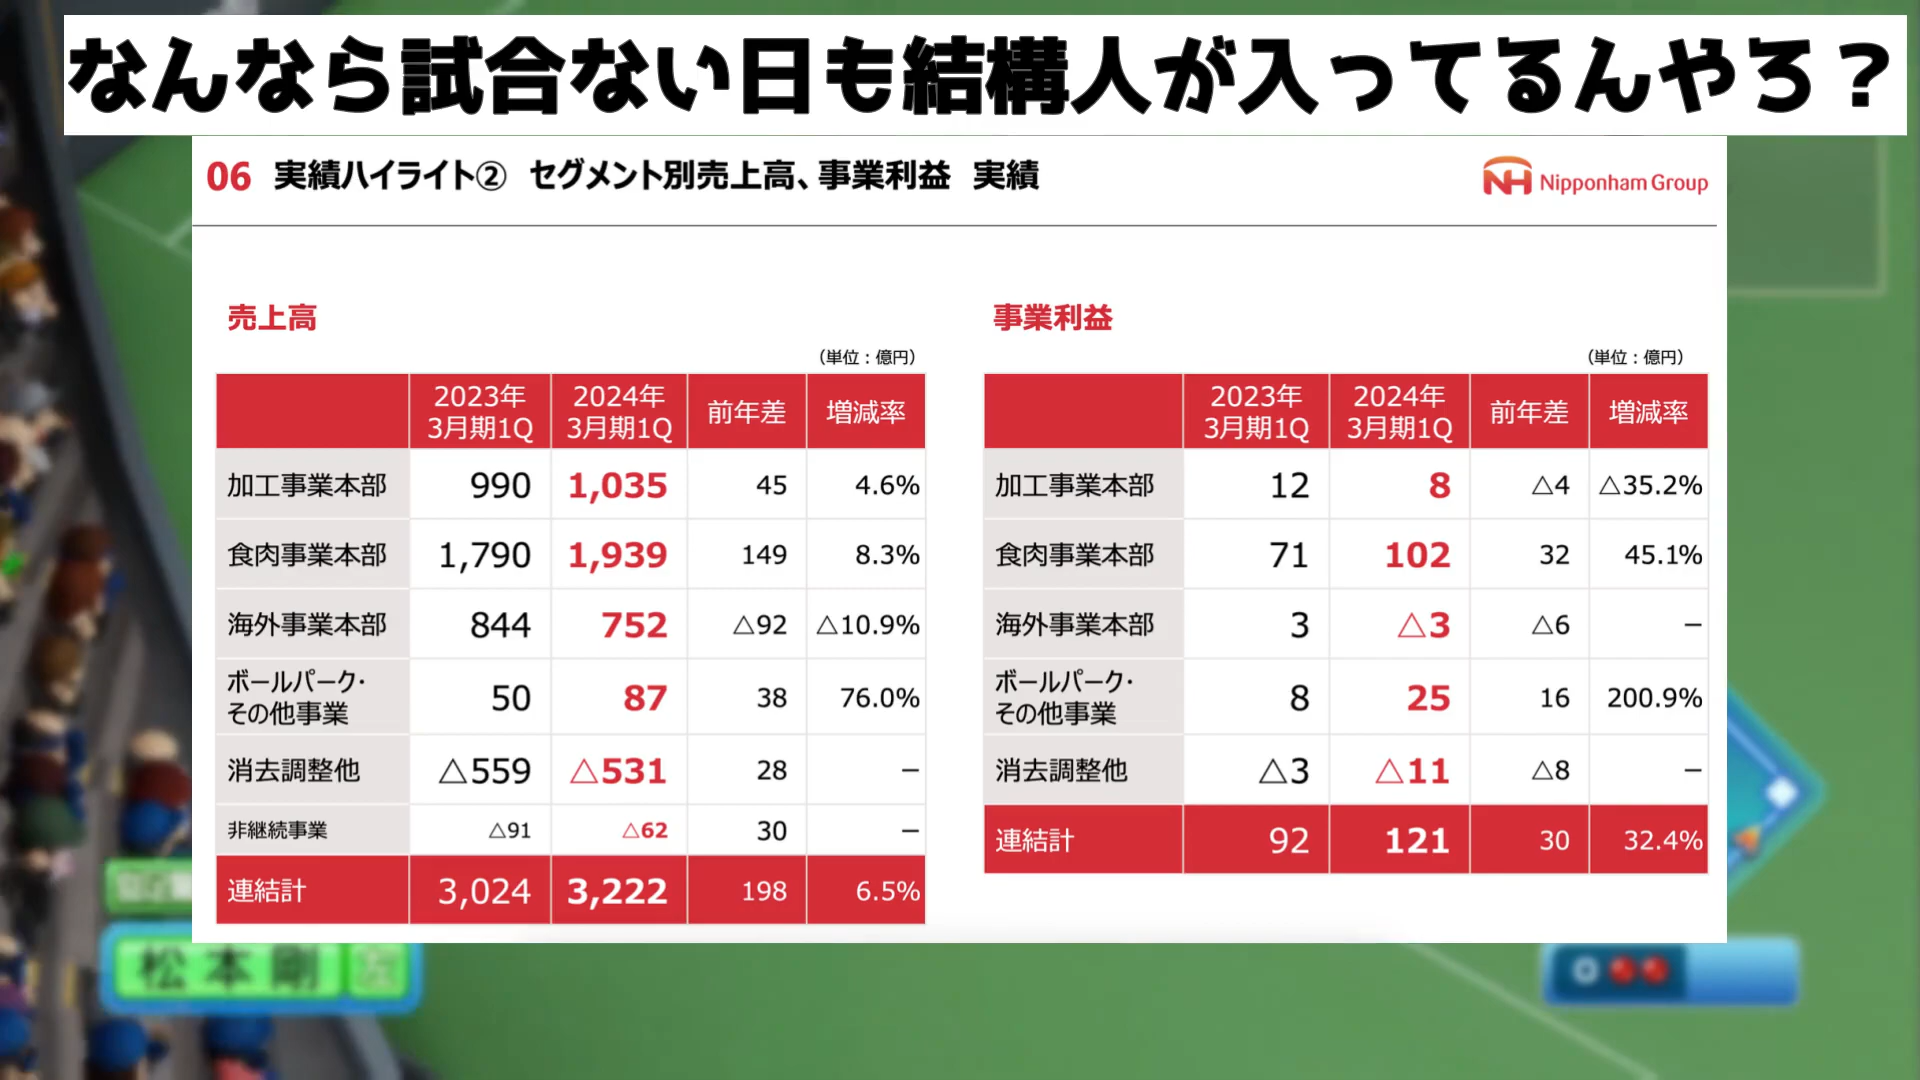 なんなら試合ない日も結構人が入ってるんやろ？
06 実績ハイライト② セグメント別売上高、事業利益 実績
NH Nipponham Group
売上高
（単位：億円）
2023年3月期1Q 2024年3月期1Q 前年差 増減率
加工事業本部 990 1,035 45 4.6%
食肉事業本部 1,790 1,939 149 8.3%
海外事業本部 844 752 △92 △10.9%
ボールパーク・その他事業 50 87 38 76.0%
消去調整他 △559 △531 28 －
非継続事業 △91 △62 30 －
連結計 3,024 3,222 198 6.5%
事業利益
（単位：億円）
2023年3月期1Q 2024年3月期1Q 前年差 増減率
加工事業本部 12 8 △4 △35.2%
食肉事業本部 71 102 32 45.1%
海外事業本部 3 △3 △6 －
ボールパーク・その他事業 8 25 16 200.9%
消去調整他 △3 △11 △8 －
連結計 92 121 30 32.4%
松本剛 左
0